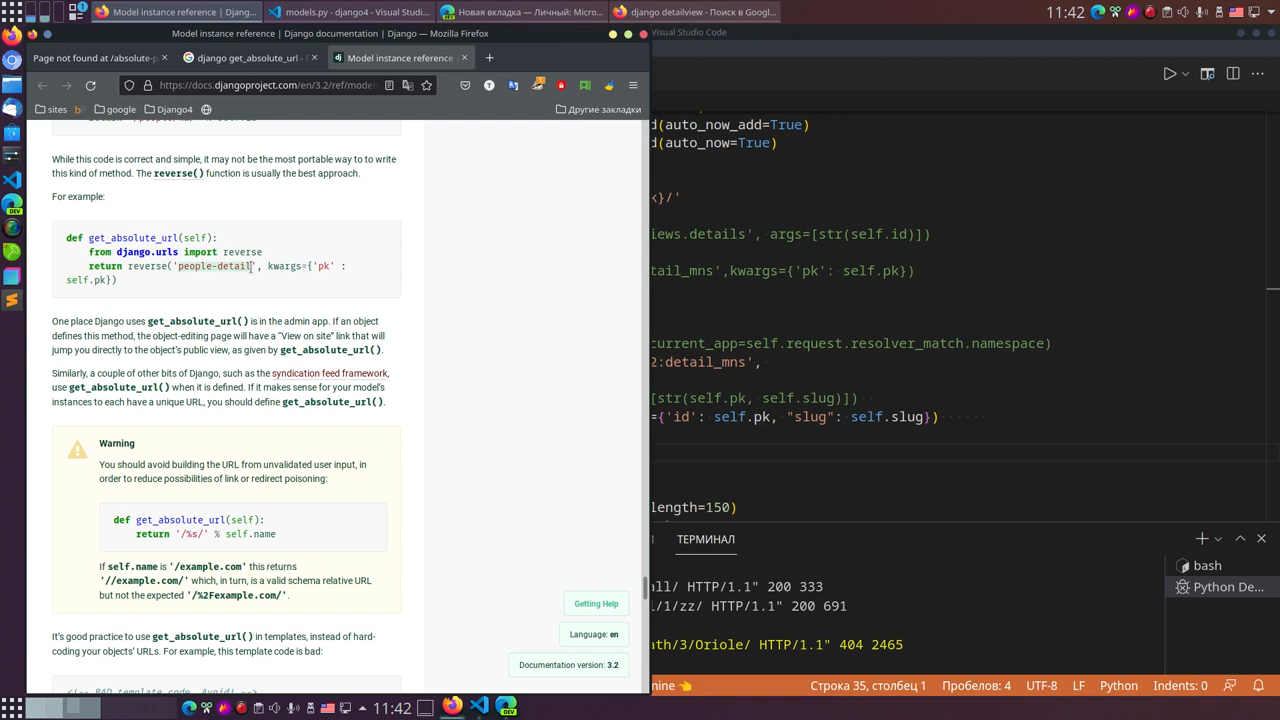 Model instance reference | Djang...
models.py - django4 - Visual Studi...
Новая вкладка — Личный: Micros...
django detailview - Поиск в Googl...
11:42
Model instance reference | Django documentation | Django — Mozilla Firefox
Visual Studio Code
Page not found at /absolute-p
django get_absolute_url -
dj Model instance reference |
https://docs.djangoproject.com/en/3.2/ref/model
sites
google
Django4
Другие закладки
d(auto_now_add=True)
d(auto_now=True)
While this code is correct and simple, it may not be the most portable way to to write
this kind of method. The reverse() function is usually the best approach.
For example:
k}/'
def get_absolute_url(self):
from django.urls import reverse
return reverse('people-detail', kwargs={'pk' :
self.pk})
iews.details', args=[str(self.id)])
tail_mns',kwargs={'pk': self.pk})
One place Django uses get_absolute_url() is in the admin app. If an object
defines this method, the object-editing page will have a “View on site” link that will
jump you directly to the object’s public view, as given by get_absolute_url().
Similarly, a couple of other bits of Django, such as the syndication feed framework,
use get_absolute_url() when it is defined. If it makes sense for your model’s
instances to each have a unique URL, you should define get_absolute_url().
current_app=self.request.resolver_match.namespace)
2:detail_mns',
[str(self.pk, self.slug)])
={'id': self.pk, "slug": self.slug})
Warning
You should avoid building the URL from unvalidated user input, in
order to reduce possibilities of link or redirect poisoning:
def get_absolute_url(self):
return '/%s/' % self.name
If self.name is '/example.com' this returns
'//example.com/' which, in turn, is a valid schema relative URL
but not the expected '/%2Fexample.com/'.
length=150)
ТЕРМИНАЛ
bash
Python De...
all/ HTTP/1.1" 200 333
l/1/zz/ HTTP/1.1" 200 691
ath/3/Oriole/ HTTP/1.1" 404 2465
Getting Help
Language: en
Documentation version: 3.2
It’s good practice to use get_absolute_url() in templates, instead of hard-
coding your objects’ URLs. For example, this template code is bad:
<!-- BAD template code. Avoid! -->
nine
Строка 35, столбец 1
Пробелов: 4
UTF-8
LF
Python
Indents: 0
11:42